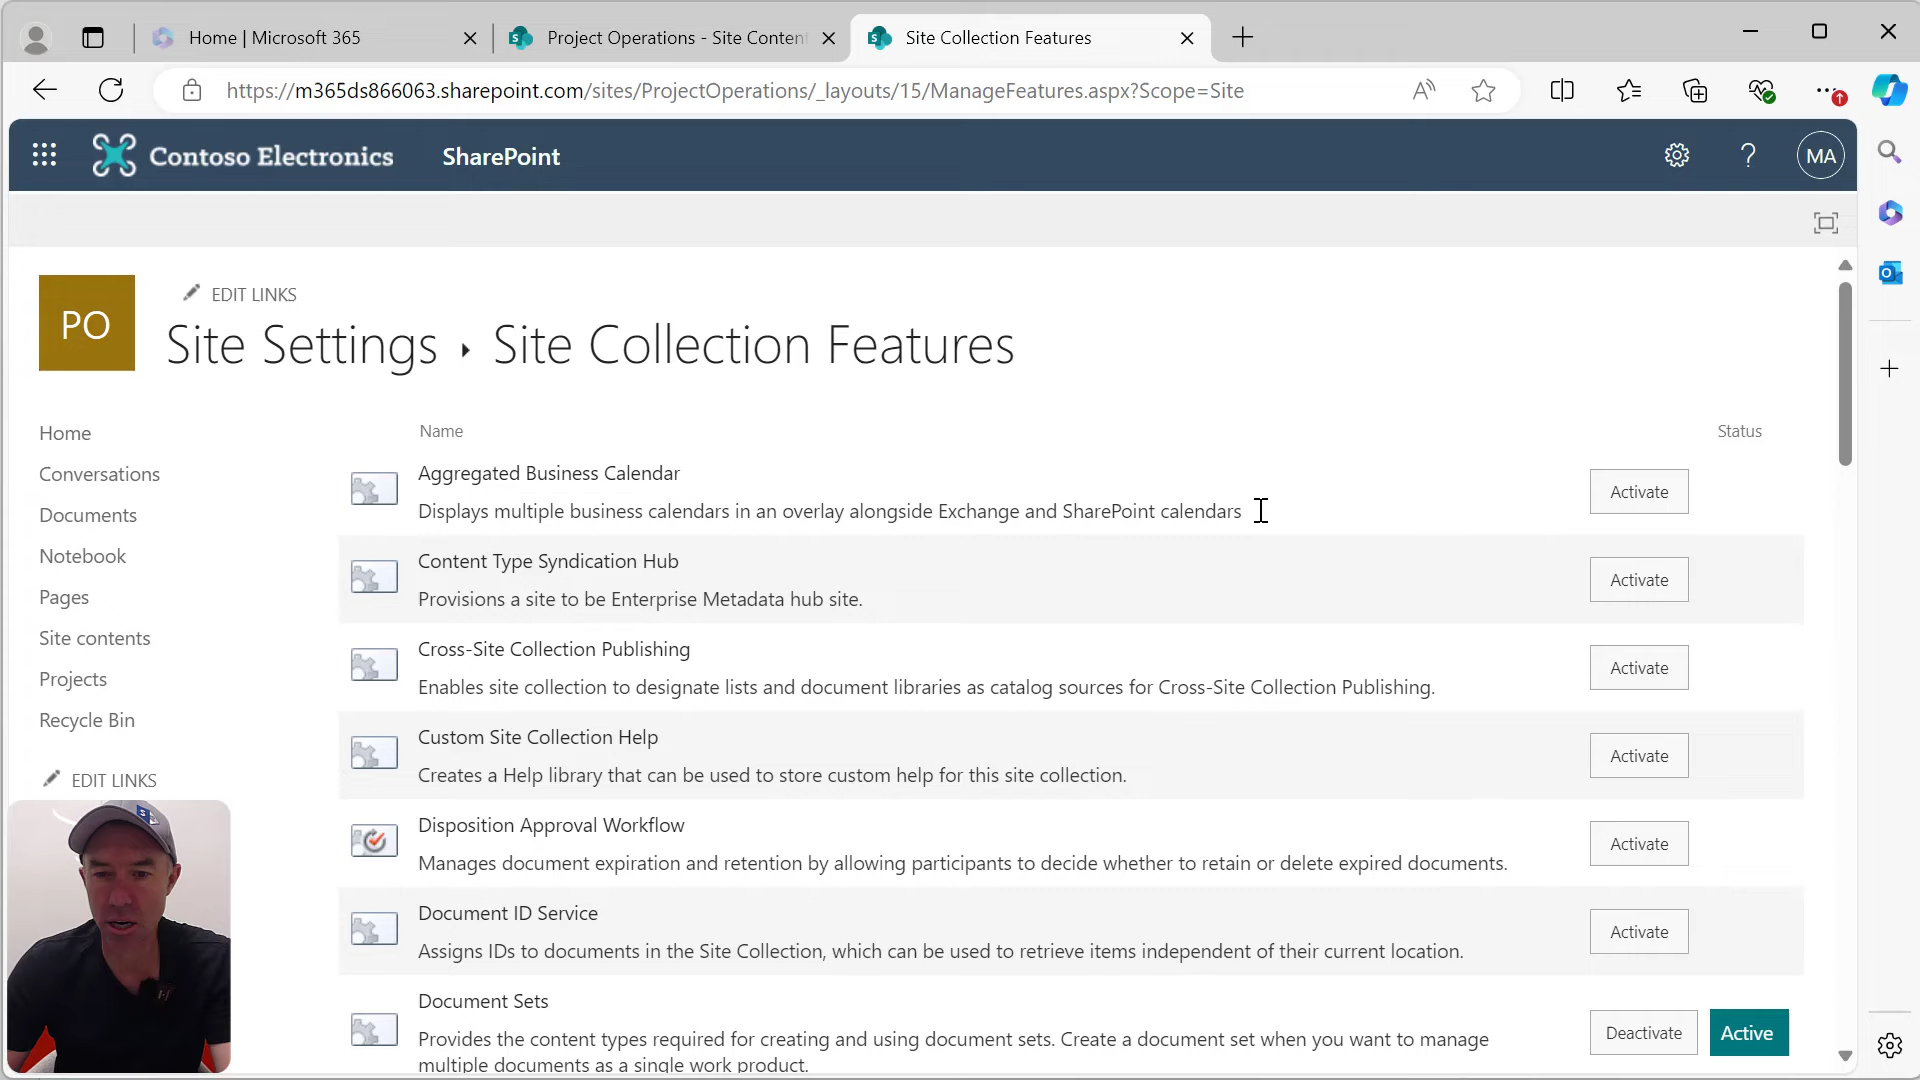 Home | Microsoft 365
Project Operations - Site Conten
Site Collection Features
https://m365ds866063.sharepoint.com/sites/ProjectOperations/_layouts/15/ManageFeatures.aspx?Scope=Site
Contoso Electronics
SharePoint
MA
PO
EDIT LINKS
Site Settings ▸ Site Collection Features
Home
Conversations
Documents
Notebook
Pages
Site contents
Projects
Recycle Bin
EDIT LINKS
Name
Status
Aggregated Business Calendar
Displays multiple business calendars in an overlay alongside Exchange and SharePoint calendars
Activate
Content Type Syndication Hub
Provisions a site to be Enterprise Metadata hub site.
Activate
Cross-Site Collection Publishing
Enables site collection to designate lists and document libraries as catalog sources for Cross-Site Collection Publishing.
Activate
Custom Site Collection Help
Creates a Help library that can be used to store custom help for this site collection.
Activate
Disposition Approval Workflow
Manages document expiration and retention by allowing participants to decide whether to retain or delete expired documents.
Activate
Document ID Service
Assigns IDs to documents in the Site Collection, which can be used to retrieve items independent of their current location.
Activate
Document Sets
Provides the content types required for creating and using document sets. Create a document set when you want to manage
multiple documents as a single work product.
Deactivate
Active